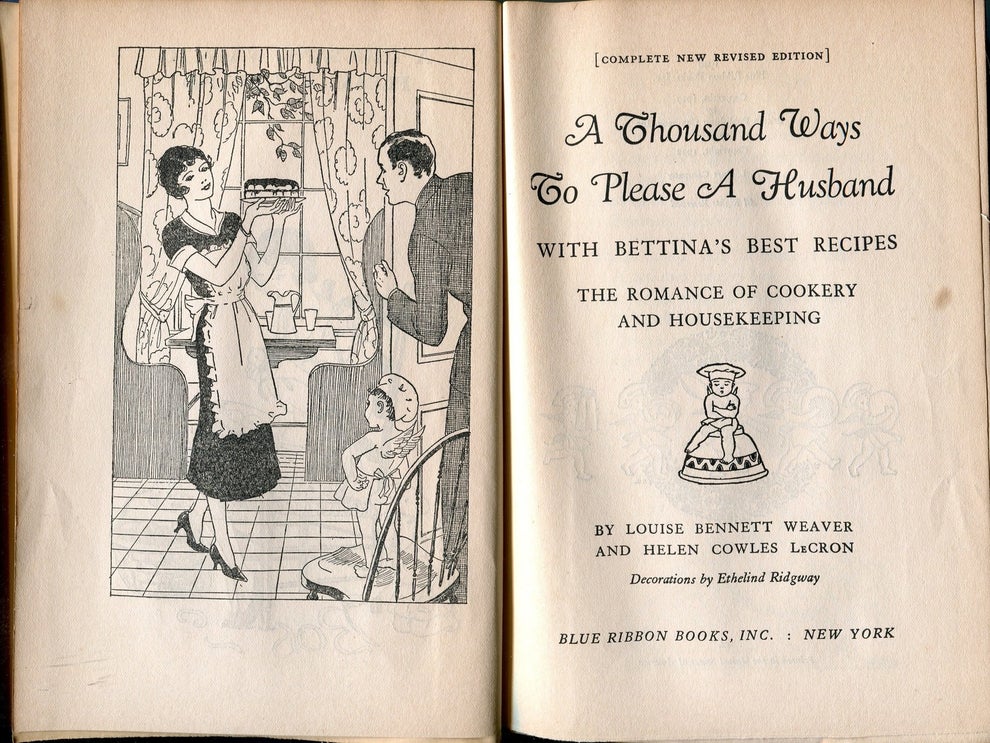 [COMPLETE NEW REVISED EDITION]
A Thousand Ways
To Please A Husband
WITH BETTINA'S BEST RECIPES
THE ROMANCE OF COOKERY
AND HOUSEKEEPING
BY LOUISE BENNETT WEAVER
AND HELEN COWLES LECRON
Decorations by Ethelind Ridgway
BLUE RIBBON BOOKS, INC. : NEW YORK